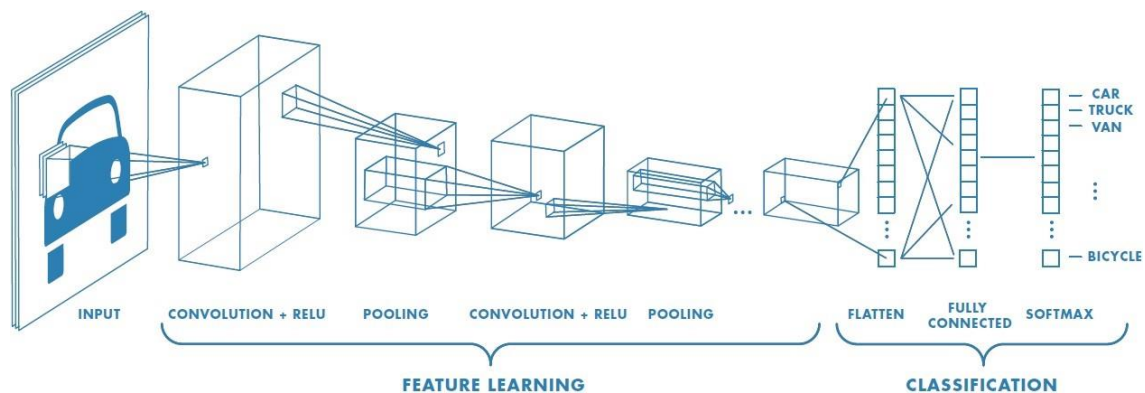 CAR
TRUCK
VAN
BICYCLE
INPUT
CONVOLUTION + RELU
POOLING
CONVOLUTION + RELU
POOLING
FLATTEN
FULLY
CONNECTED
SOFTMAX
FEATURE LEARNING
CLASSIFICATION